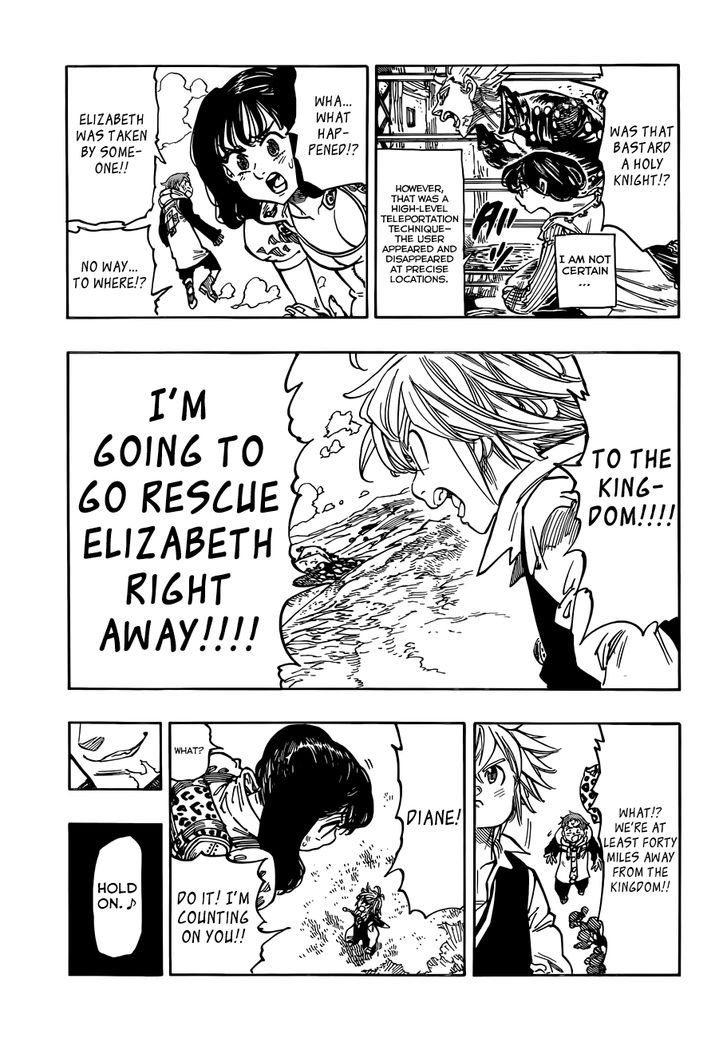 WAS THAT
BASTARD
A HOLY
KNIGHT!?
I AM NOT
CERTAIN
...
HOWEVER,
THAT WAS A
HIGH-LEVEL
TELEPORTATION
TECHNIQUE—
THE USER
APPEARED AND
DISAPPEARED
AT PRECISE
LOCATIONS.
WHA...
WHAT
HAP-
PENED!?
ELIZABETH
WAS TAKEN
BY SOME-
ONE!!
NO WAY...
TO WHERE!?
TO THE
KING-
DOM!!!!
I'M
GOING TO
GO RESCUE
ELIZABETH
RIGHT
AWAY!!!!
WHAT!?
WE'RE AT
LEAST FORTY
MILES AWAY
FROM THE
KINGDOM!!
DIANE!
WHAT?
DO IT! I'M
COUNTING
ON YOU!!
HOLD
ON.♪